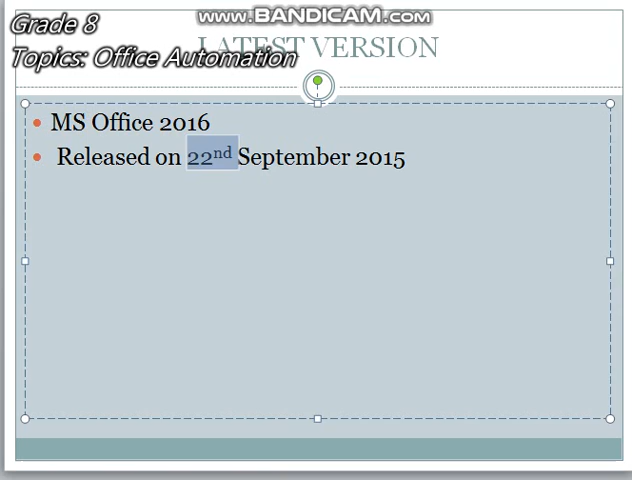 www.BANDICAM.com
Grade 8
Topics: Office Automation
LATEST VERSION
• MS Office 2016
• Released on 22nd September 2015